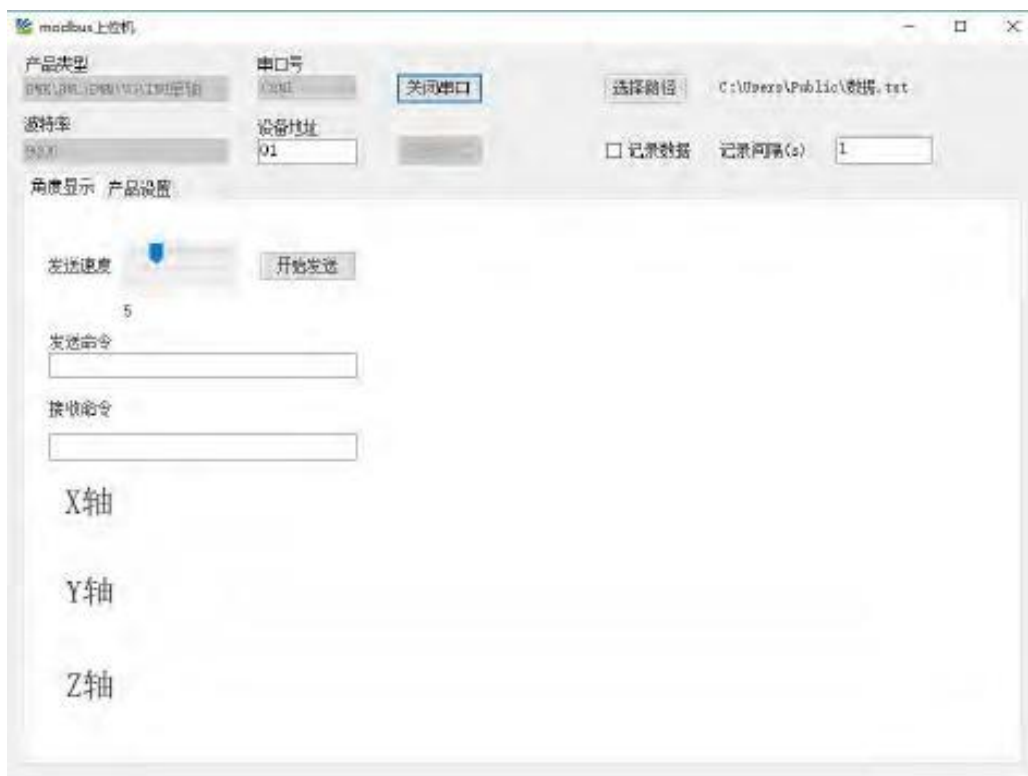 modbus上位机
产品类型
串口号
关闭串口
选择路径
C:\Users\Public\数据.txt
波特率
9600
设备地址
01
记录数据
记录间隔(s)
1
角度显示
产品设置
发送速度
开始发送
5
发送命令
接收命令
X轴
Y轴
Z轴